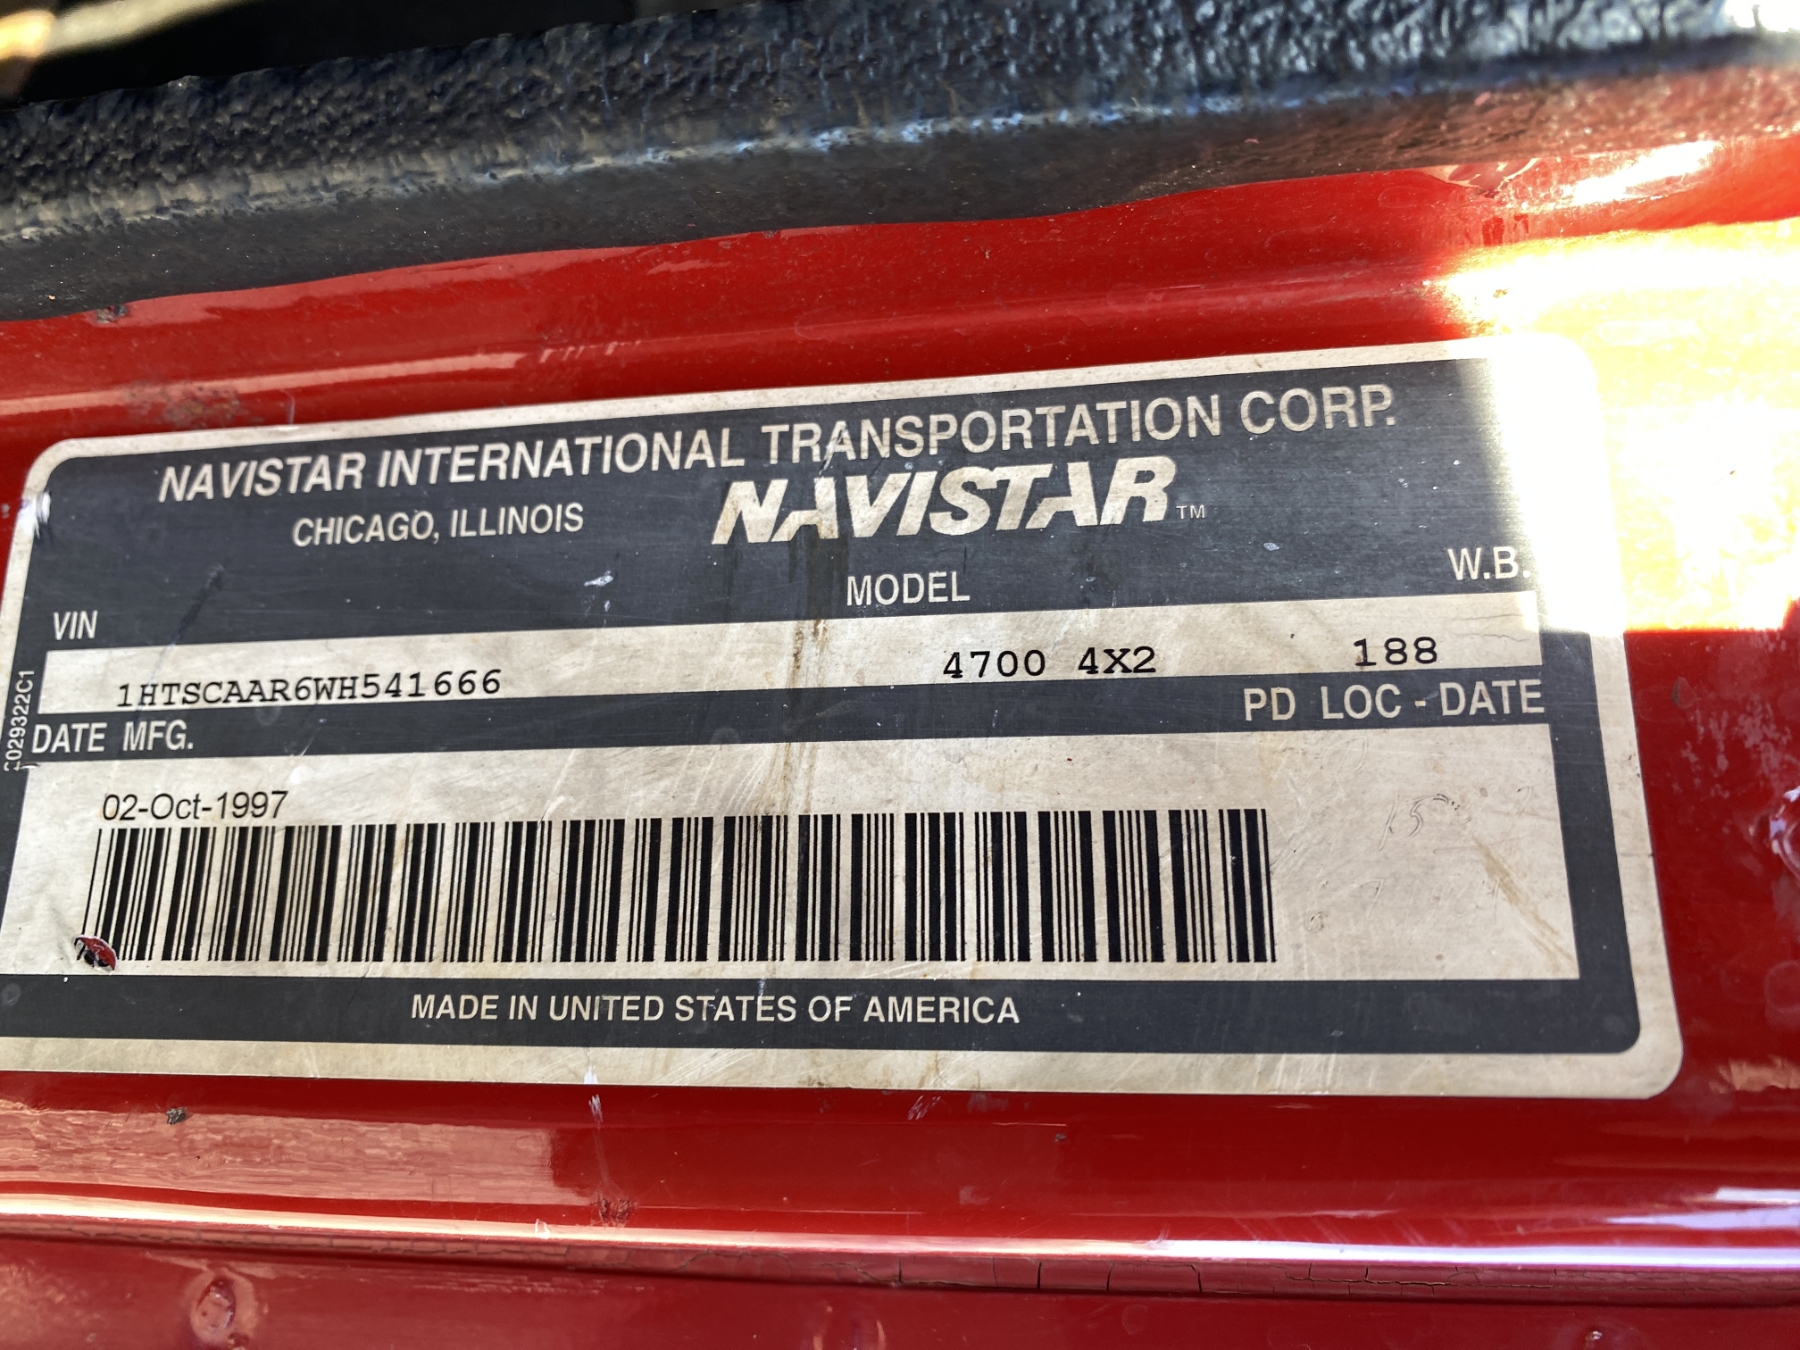 NAVISTAR INTERNATIONAL TRANSPORTATION CORP.
CHICAGO, ILLINOIS
NAVISTAR™
VIN
MODEL
W.B.
1HTSCAAR6WH541666
4700 4X2
188
DATE MFG.
PD LOC - DATE
02-Oct-1997
MADE IN UNITED STATES OF AMERICA